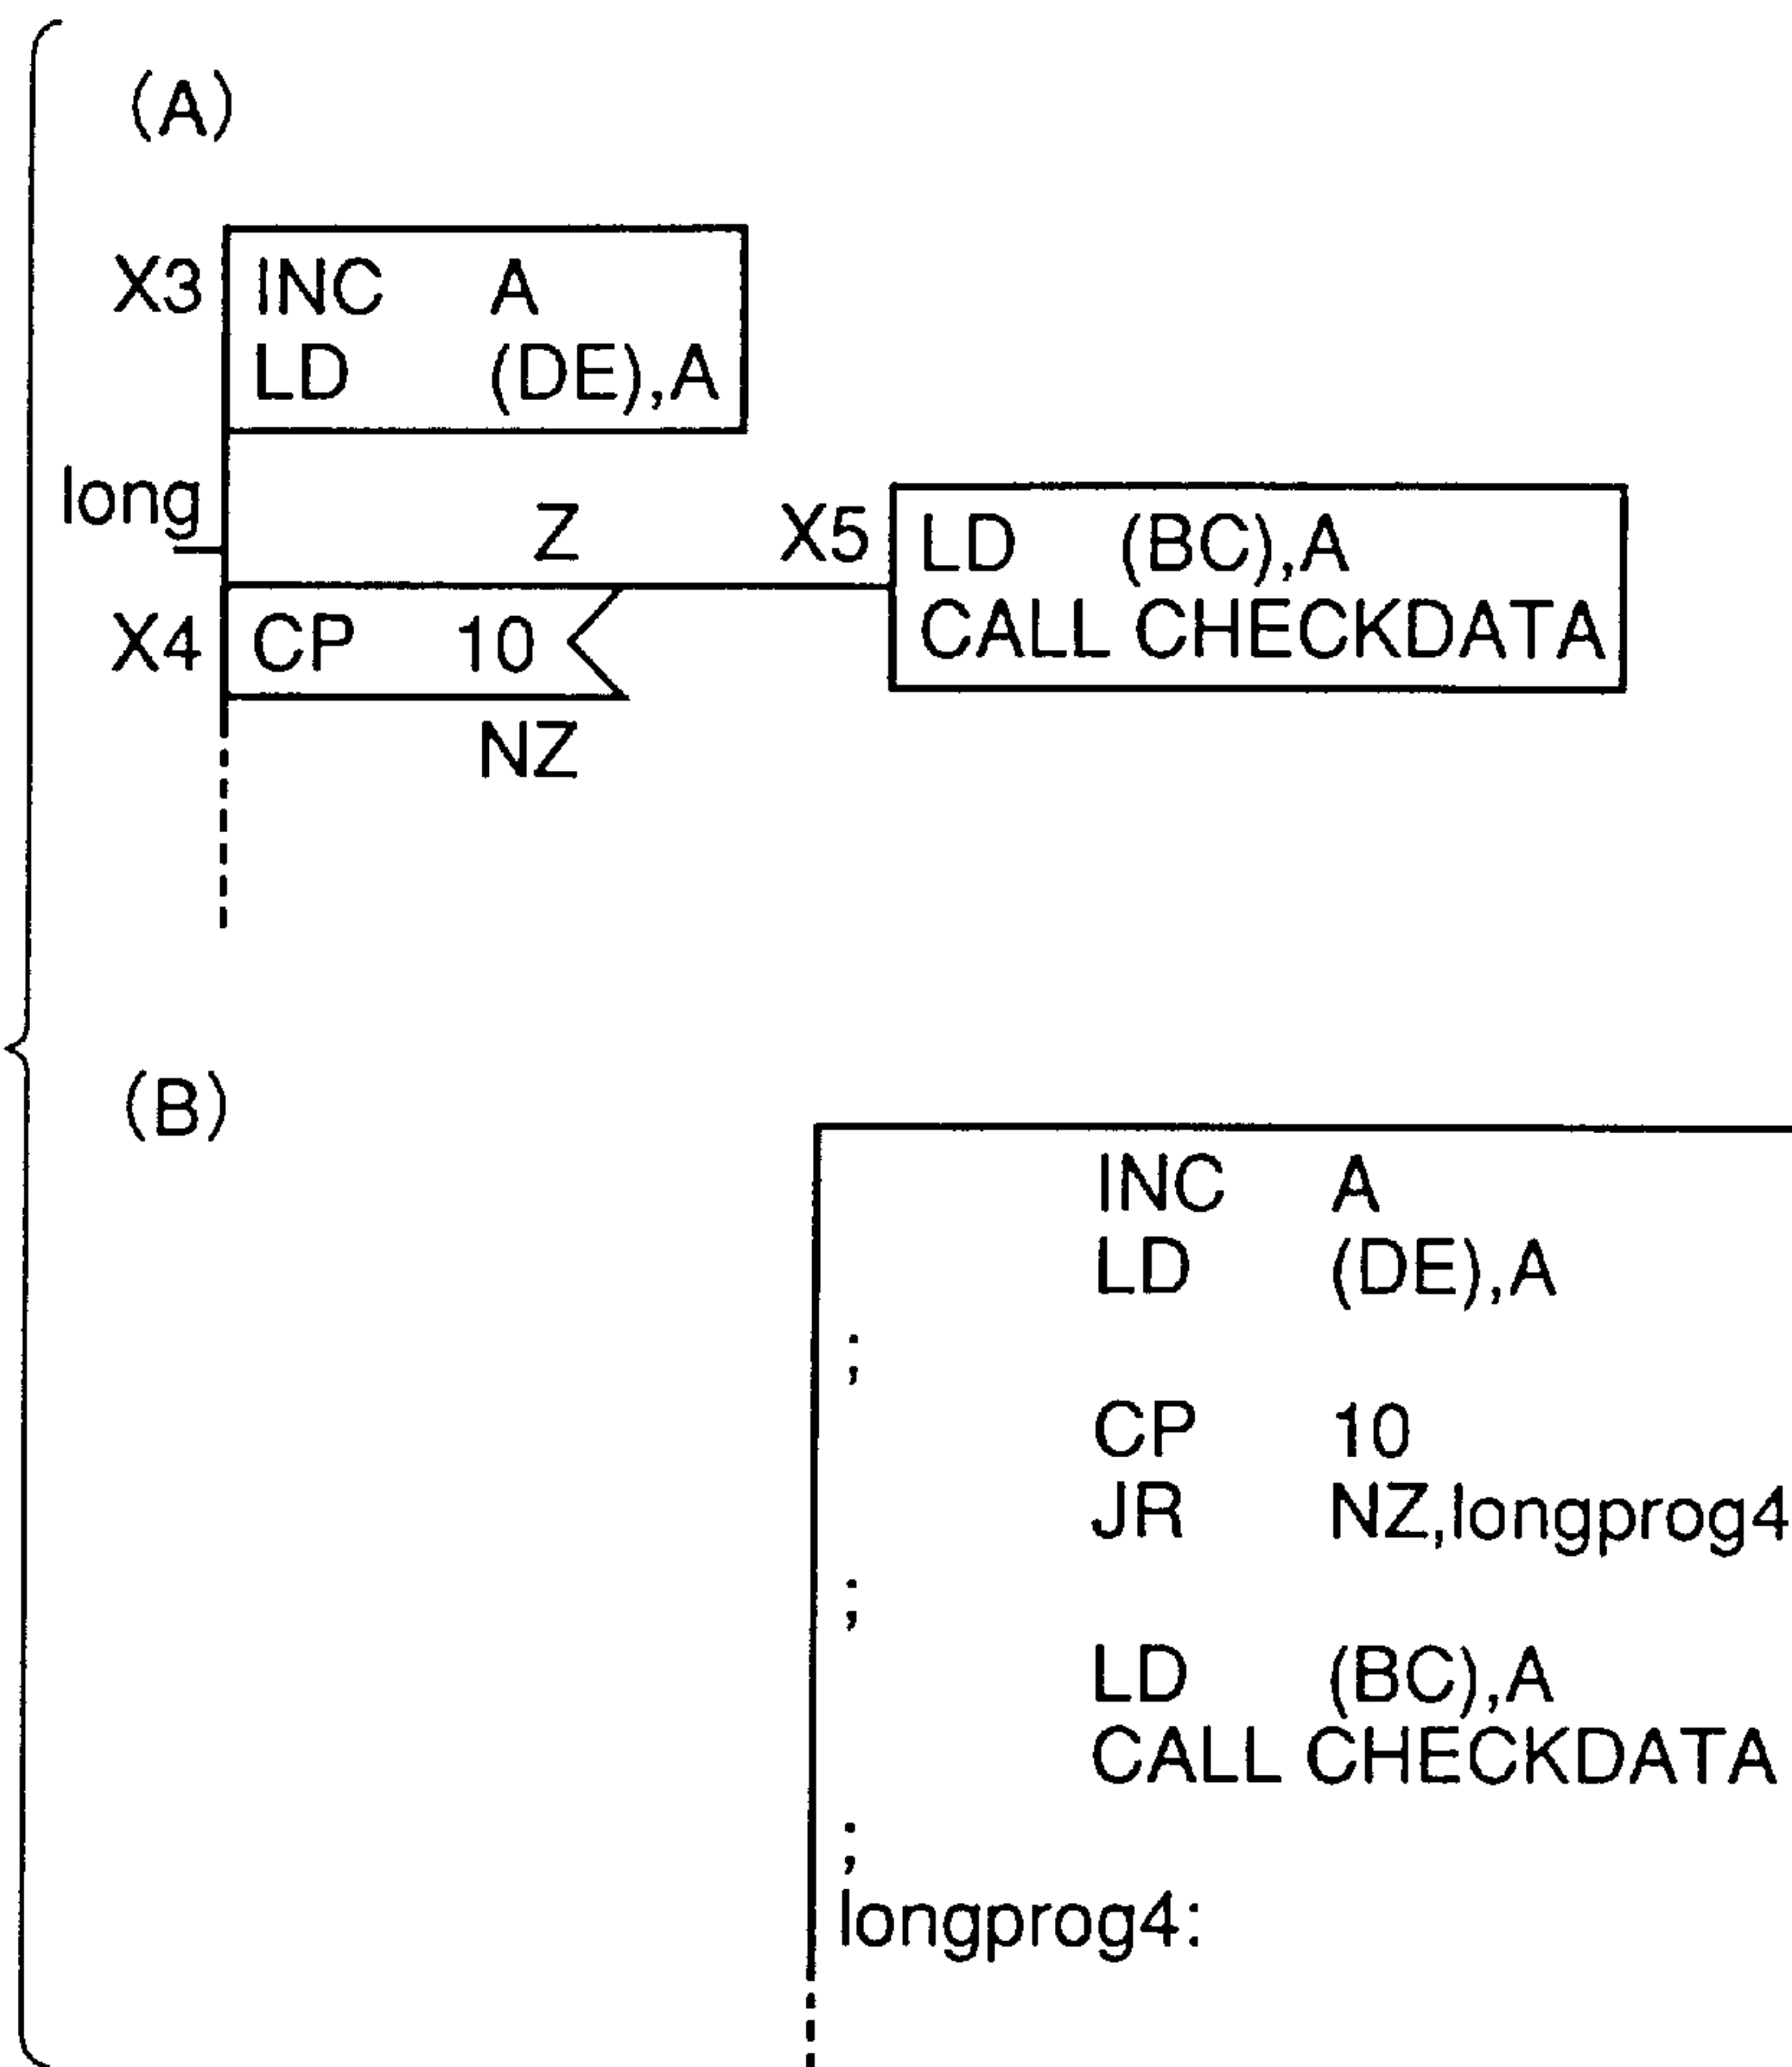 (A)
X3 INC A
LD (DE),A
long
Z
X5 LD (BC),A
CALL CHECKDATA
X4 CP 10
NZ
(B)
INC A
LD (DE),A
;
CP 10
JR NZ,longprog4
;
LD (BC),A
CALL CHECKDATA
;
longprog4: